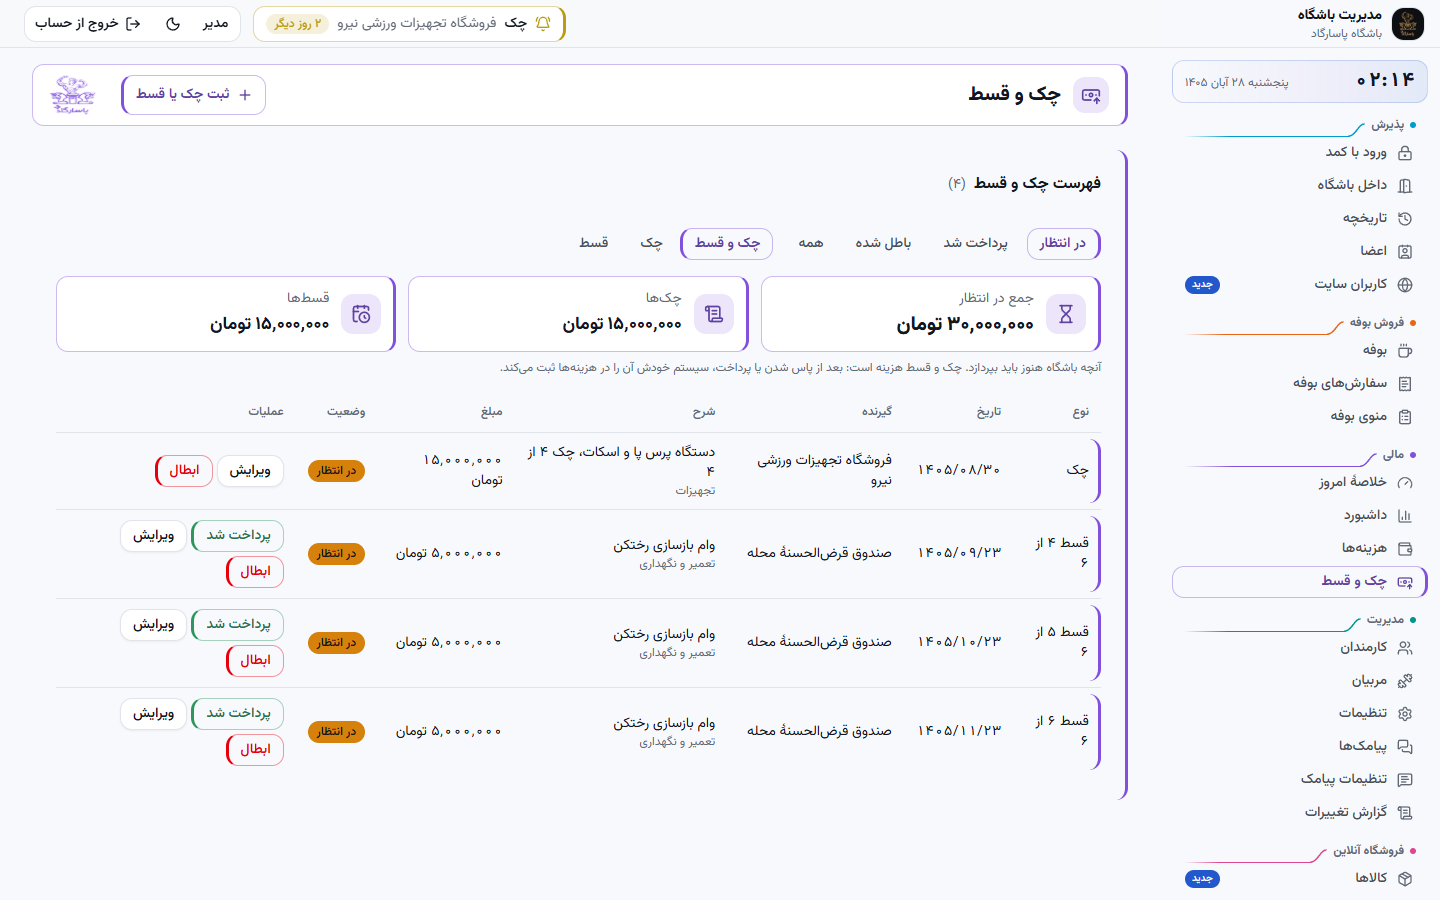 مدیریت باشگاه
باشگاه پاسارگاد
چک فروشگاه تجهیزات ورزشی نیرو ۲ روز دیگر
مدیر
خروج از حساب
۰۲:۱۴
پنجشنبه ۲۸ آبان ۱۴۰۵
پذیرش
ورود با کمد
داخل باشگاه
تاریخچه
اعضا
کاربران سایت جدید
فروش بوفه
بوفه
سفارش‌های بوفه
منوی بوفه
مالی
خلاصهٔ امروز
داشبورد
هزینه‌ها
چک و قسط
مدیریت
کارمندان
مربیان
تنظیمات
پیامک‌ها
تنظیمات پیامک
گزارش تغییرات
فروشگاه آنلاین
کالاها جدید
چک و قسط
ثبت چک یا قسط
پاسارگاد
فهرست چک و قسط (۴)
در انتظار پرداخت شد باطل شده همه چک و قسط چک قسط
جمع در انتظار
۳۰,۰۰۰,۰۰۰ تومان
چک‌ها
۱۵,۰۰۰,۰۰۰ تومان
قسط‌ها
۱۵,۰۰۰,۰۰۰ تومان
آنچه باشگاه هنوز باید بپردازد. چک و قسط هزینه است: بعد از پاس شدن یا پرداخت، سیستم خودش آن را در هزینه‌ها ثبت می‌کند.
نوع تاریخ گیرنده شرح مبلغ وضعیت عملیات
چک
۱۴۰۵/۰۸/۳۰
فروشگاه تجهیزات ورزشی
نیرو
دستگاه پرس پا و اسکات، چک ۴ از
۴
تجهیزات
۱۵,۰۰۰,۰۰۰
تومان
در انتظار
ویرایش ابطال
قسط ۴ از
۶
۱۴۰۵/۰۹/۲۳
صندوق قرض‌الحسنهٔ محله
وام بازسازی رختکن
تعمیر و نگهداری
۵,۰۰۰,۰۰۰ تومان
در انتظار
پرداخت شد ویرایش
ابطال
قسط ۵ از
۶
۱۴۰۵/۱۰/۲۳
صندوق قرض‌الحسنهٔ محله
وام بازسازی رختکن
تعمیر و نگهداری
۵,۰۰۰,۰۰۰ تومان
در انتظار
پرداخت شد ویرایش
ابطال
قسط ۶ از
۶
۱۴۰۵/۱۱/۲۳
صندوق قرض‌الحسنهٔ محله
وام بازسازی رختکن
تعمیر و نگهداری
۵,۰۰۰,۰۰۰ تومان
در انتظار
پرداخت شد ویرایش
ابطال